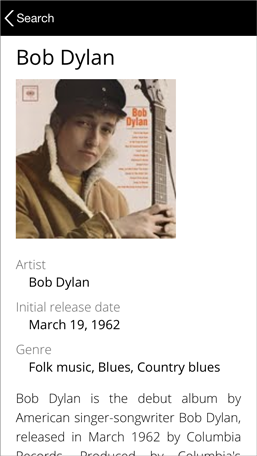 Search
Bob Dylan
Bob
Dylan
Artist
Bob Dylan
Initial release date
March 19, 1962
Genre
Folk music, Blues, Country blues
Bob Dylan is the debut album by
American singer-songwriter Bob Dylan,
released in March 1962 by Columbia
Records. Produced by Columbia's